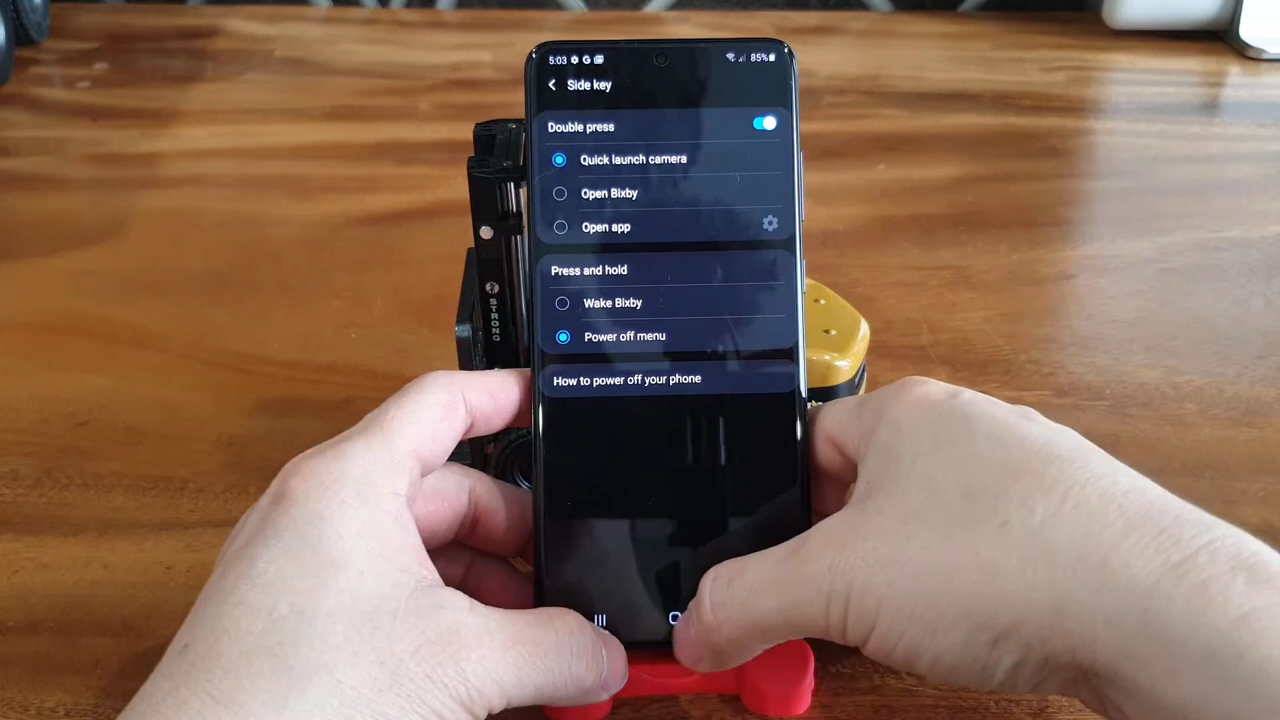 5:03 G 85%
Side key
Double press
Quick launch camera
Open Bixby
Open app
Press and hold
Wake Bixby
Power off menu
How to power off your phone
STRONG